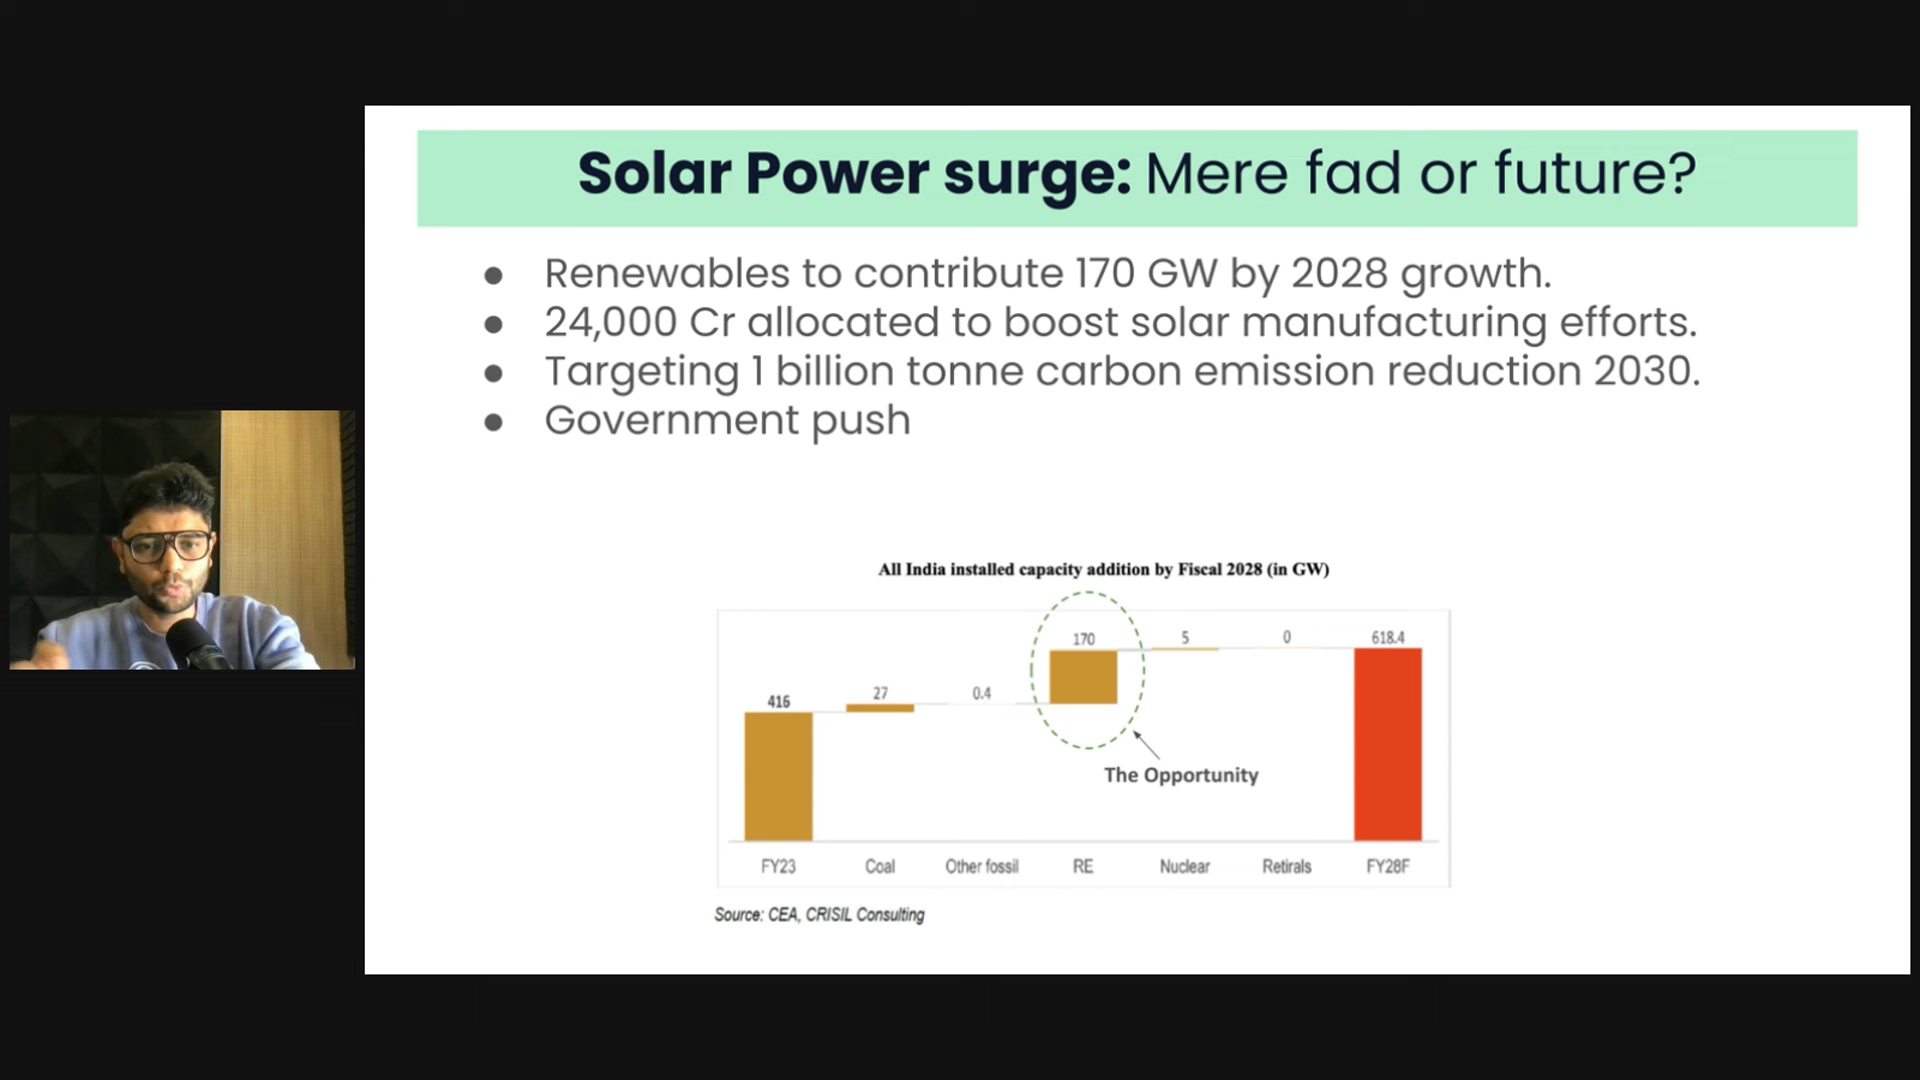 Solar Power surge: Mere fad or future?
● Renewables to contribute 170 GW by 2028 growth.
● 24,000 Cr allocated to boost solar manufacturing efforts.
● Targeting 1 billion tonne carbon emission reduction 2030.
● Government push
All India installed capacity addition by Fiscal 2028 (in GW)
416 27 0.4 170 5 0 618.4
The Opportunity
FY23 Coal Other fossil RE Nuclear Retirals FY28F
Source: CEA, CRISIL Consulting